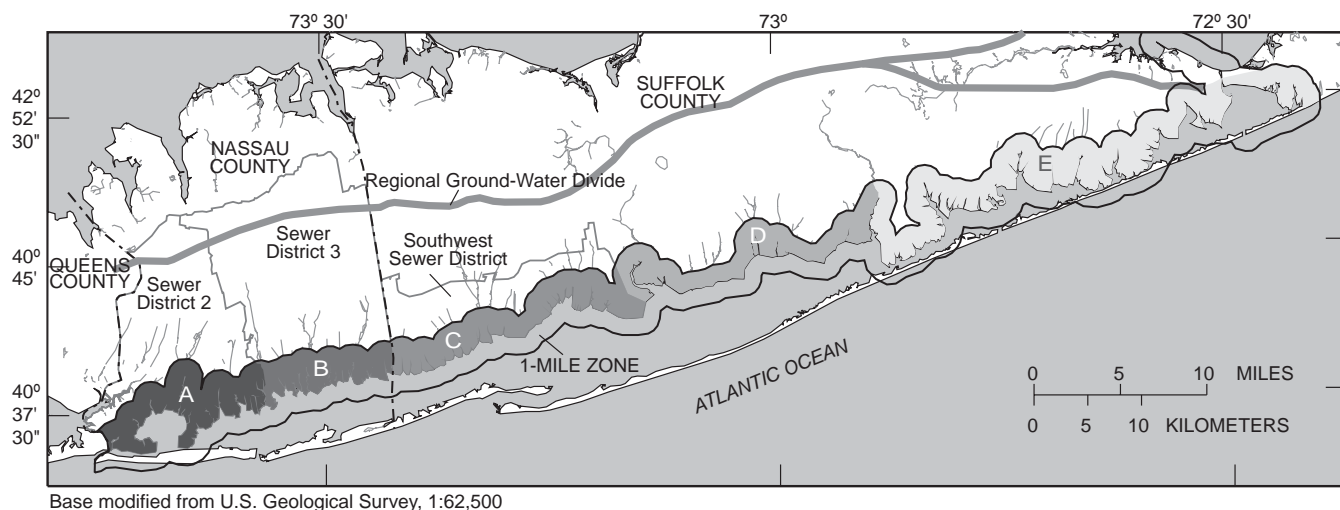 73º 30'
73º
72º 30'
42º
52'
30"
SUFFOLK
COUNTY
NASSAU
COUNTY
Regional Ground-Water Divide
E
Sewer
District 3
Southwest
Sewer District
D
40º
45'
QUEENS
COUNTY
Sewer
District 2
C
B
1-MILE ZONE
A
ATLANTIC OCEAN
40º
37'
30"
0 5 10 MILES
0 5 10 KILOMETERS
Base modified from U.S. Geological Survey, 1:62,500